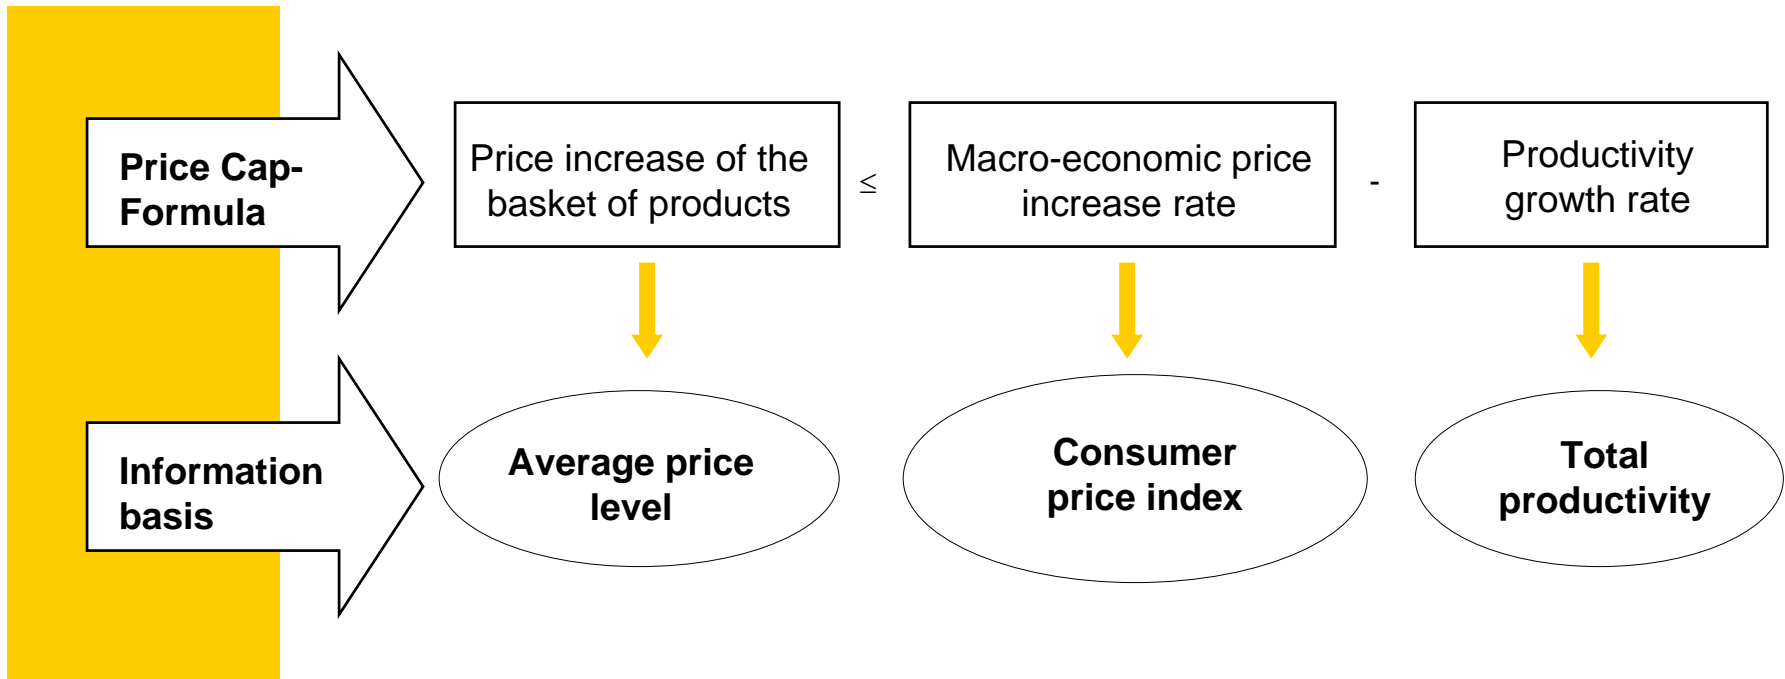 Price Cap-
Formula
Price increase of the
basket of products
≤
Macro-economic price
increase rate
-
Productivity
growth rate
Information
basis
Average price
level
Consumer
price index
Total
productivity